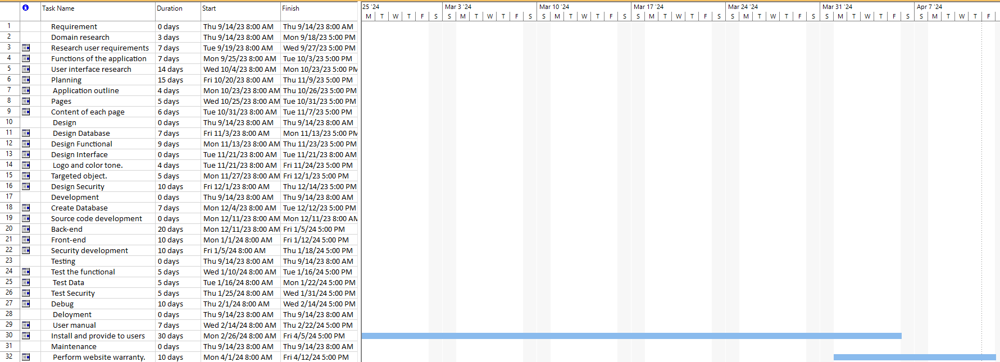 Task Name Duration Start Finish 25 '24 Mar 3 '24 Mar 10 '24 Mar 17 '24 Mar 24 '24 Mar 31 '24 Apr 7 '24
M T W T F S S M T W T F S S M T W T F S S M T W T F S S M T W T F S S M T W T F S S M T W T F
1 Requirement 0 days Thu 9/14/23 8:00 AM Thu 9/14/23 8:00 AM
2 Domain research 3 days Thu 9/14/23 8:00 AM Mon 9/18/23 5:00 PM
3 Research user requirements 7 days Tue 9/19/23 8:00 AM Wed 9/27/23 5:00 PM
4 Functions of the application 7 days Mon 9/25/23 8:00 AM Tue 10/3/23 5:00 PM
5 User interface research 14 days Wed 10/4/23 8:00 AM Mon 10/23/23 5:00 PM
6 Planning 15 days Fri 10/20/23 8:00 AM Thu 11/9/23 5:00 PM
7 Application outline 4 days Mon 10/23/23 8:00 AM Thu 10/26/23 5:00 PM
8 Pages 5 days Wed 10/25/23 8:00 AM Tue 10/31/23 5:00 PM
9 Content of each page 6 days Tue 10/31/23 8:00 AM Tue 11/7/23 5:00 PM
10 Design 0 days Thu 9/14/23 8:00 AM Thu 9/14/23 8:00 AM
11 Design Database 7 days Fri 11/3/23 8:00 AM Mon 11/13/23 5:00 PM
12 Design Functional 9 days Mon 11/13/23 8:00 AM Thu 11/23/23 5:00 PM
13 Design Interface 0 days Tue 11/21/23 8:00 AM Tue 11/21/23 8:00 AM
14 Logo and color tone. 4 days Tue 11/21/23 8:00 AM Fri 11/24/23 5:00 PM
15 Targeted object. 5 days Mon 11/27/23 8:00 AM Fri 12/1/23 5:00 PM
16 Design Security 10 days Fri 12/1/23 8:00 AM Thu 12/14/23 5:00 PM
17 Development 0 days Thu 9/14/23 8:00 AM Thu 9/14/23 8:00 AM
18 Create Database 7 days Mon 12/4/23 8:00 AM Tue 12/12/23 5:00 PM
19 Source code development 0 days Mon 12/11/23 8:00 AM Mon 12/11/23 8:00 AM
20 Back-end 20 days Mon 12/11/23 8:00 AM Fri 1/5/24 5:00 PM
21 Front-end 10 days Mon 1/1/24 8:00 AM Fri 1/12/24 5:00 PM
22 Security development 10 days Fri 1/5/24 8:00 AM Thu 1/18/24 5:00 PM
23 Testing 0 days Thu 9/14/23 8:00 AM Thu 9/14/23 8:00 AM
24 Test the functional 5 days Wed 1/10/24 8:00 AM Tue 1/16/24 5:00 PM
25 Test Data 5 days Tue 1/16/24 8:00 AM Mon 1/22/24 5:00 PM
26 Test Security 5 days Thu 1/25/24 8:00 AM Wed 1/31/24 5:00 PM
27 Debug 10 days Thu 2/1/24 8:00 AM Wed 2/14/24 5:00 PM
28 Deloyment 0 days Thu 9/14/23 8:00 AM Thu 9/14/23 8:00 AM
29 User manual 7 days Wed 2/14/24 8:00 AM Thu 2/22/24 5:00 PM
30 Install and provide to users 30 days Mon 2/26/24 8:00 AM Fri 4/5/24 5:00 PM
31 Maintenance 0 days Thu 9/14/23 8:00 AM Thu 9/14/23 8:00 AM
32 Perform website warranty. 10 days Mon 4/1/24 8:00 AM Fri 4/12/24 5:00 PM